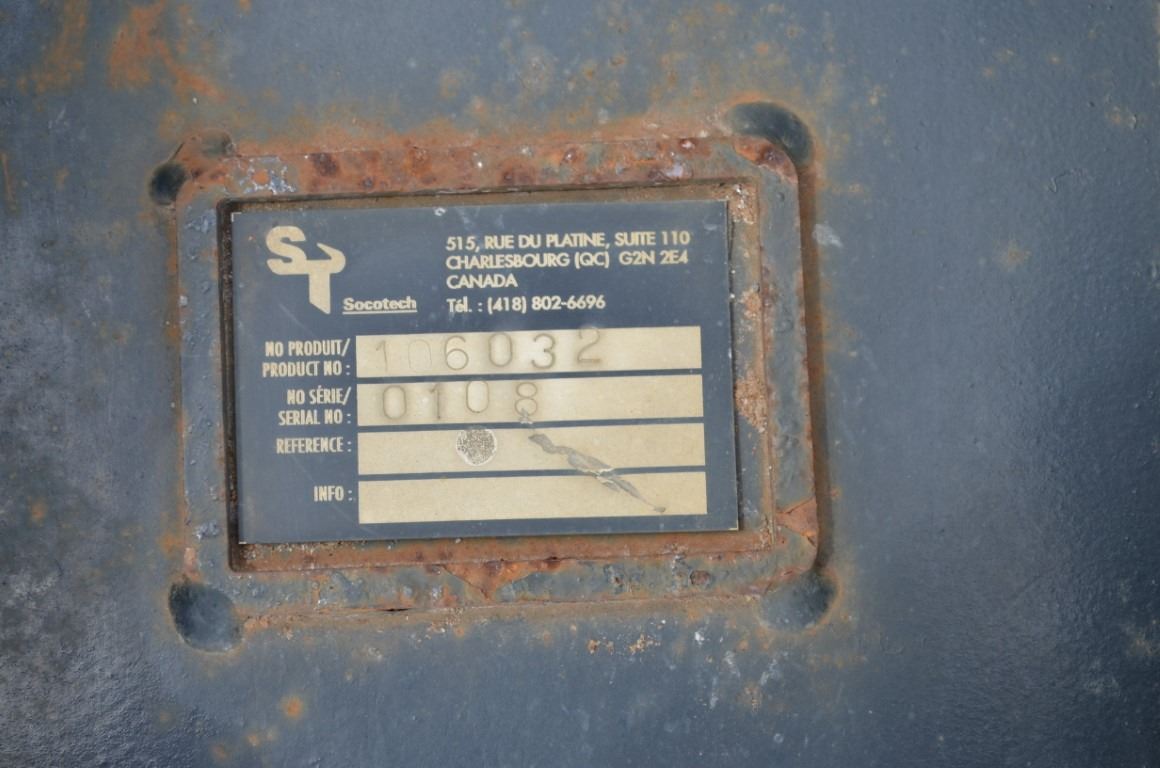 ST
Socotech
515, RUE DU PLATINE, SUITE 110
CHARLESBOURG (QC) G2N 2E4
CANADA
Tél. : (418) 802-6696
NO PRODUIT/
PRODUCT NO : 106032
NO SÉRIE/
SERIAL NO : 0108
REFERENCE :
INFO :